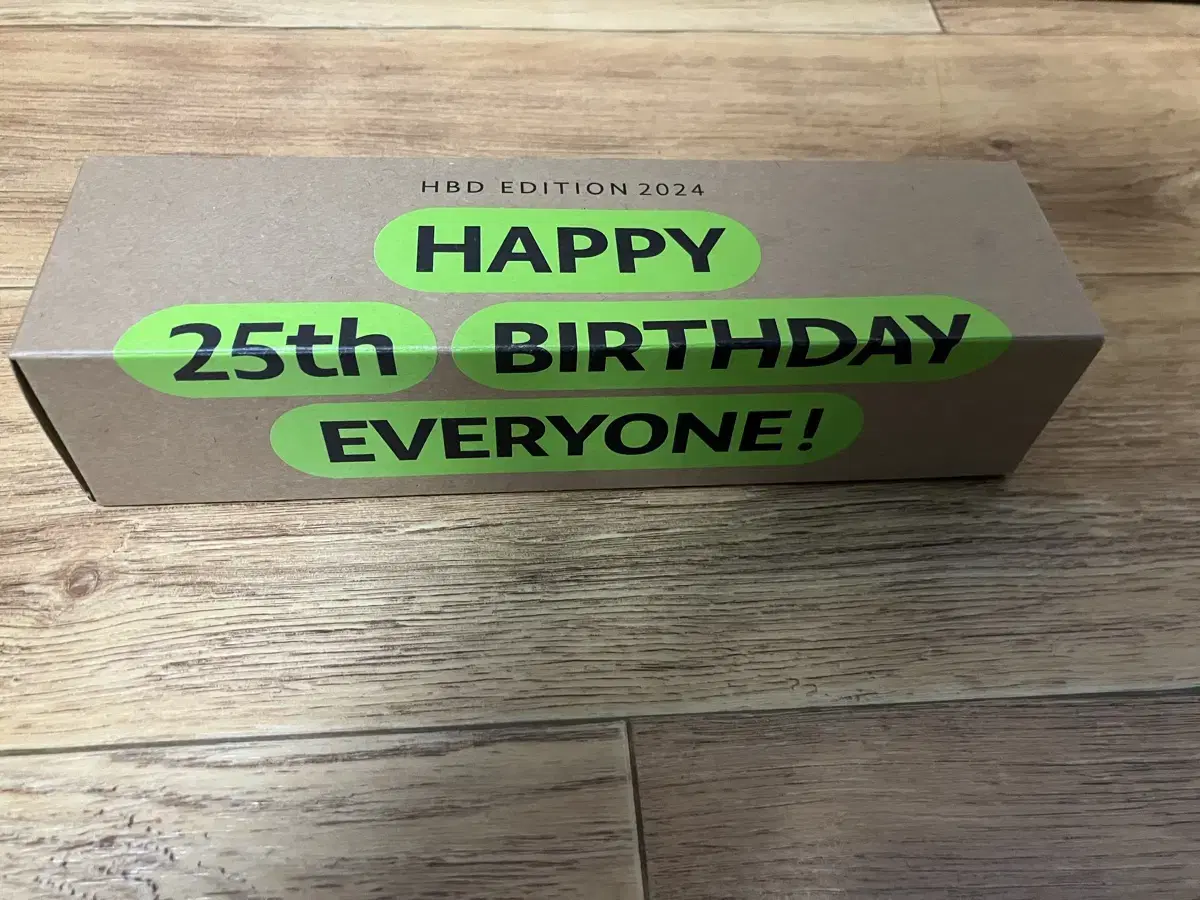 HBD EDITION 2024
HAPPY
25th BIRTHDAY
EVERYONE!